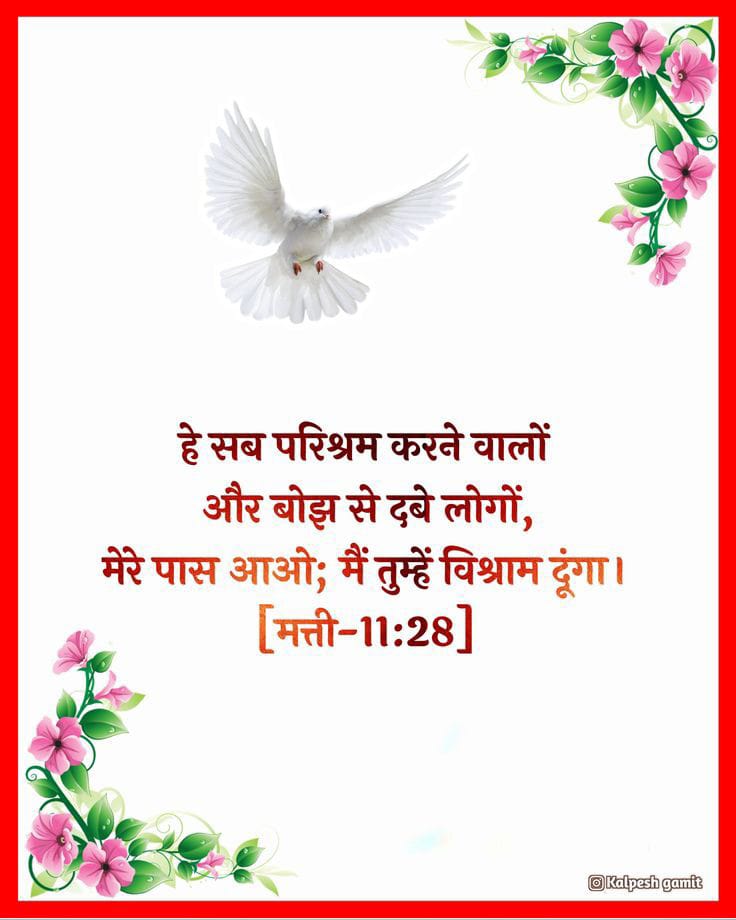 हे सब परिश्रम करने वालों
और बोझ से दबे लोगों,
मेरे पास आओ; मैं तुम्हें विश्राम दूंगा।
[मत्ती-11:28]
Kalpesh gamit